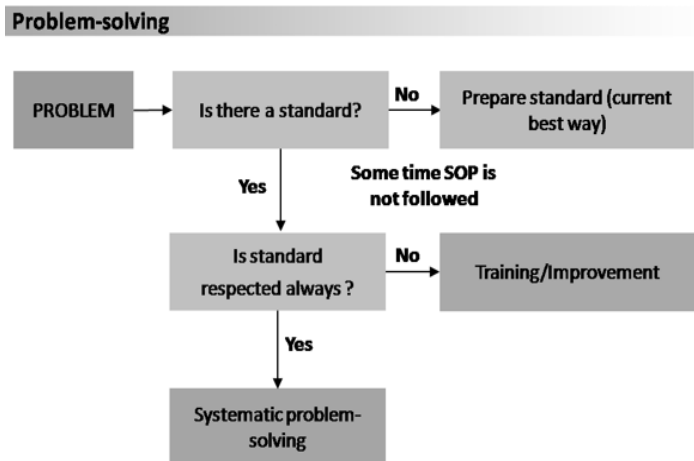 Problem-solving
PROBLEM
Is there a standard?
No
Prepare standard (current
best way)
Yes
Some time SOP is
not followed
Is standard
respected always ?
No
Training/Improvement
Yes
Systematic problem-
solving